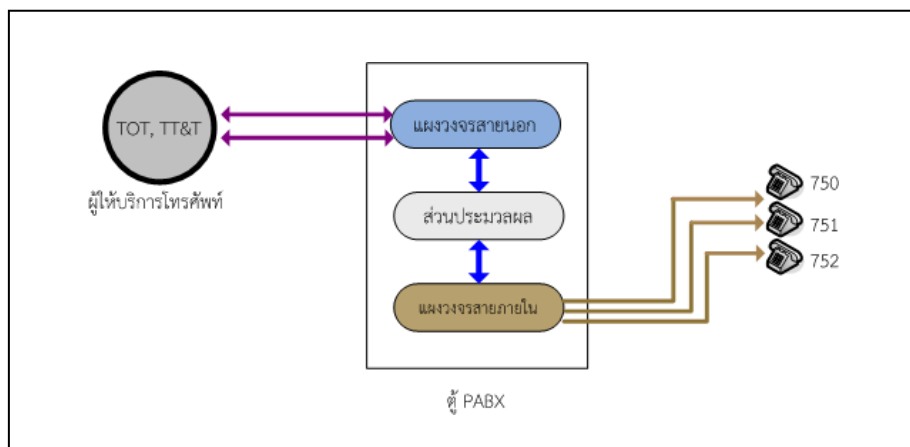 TOT, TT&T
ผู้ให้บริการโทรศัพท์
แผงวงจรสายนอก
ส่วนประมวลผล
แผงวงจรสายภายใน
750
751
752
ตู้ PABX